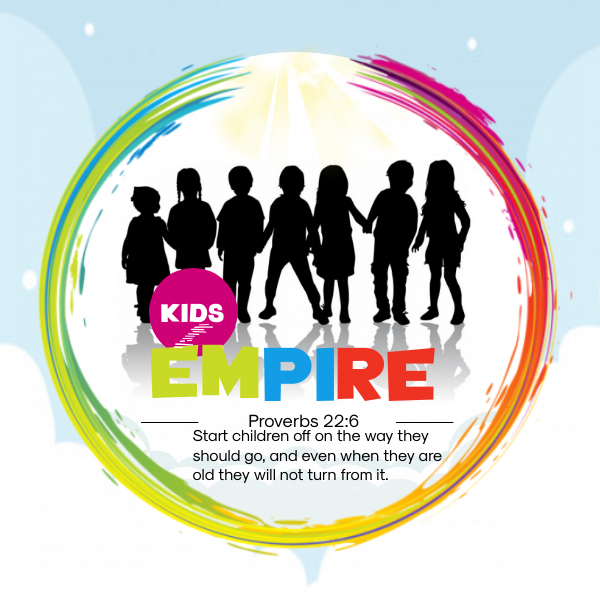 KIDS
EMPIRE
Proverbs 22:6
Start children off on the way they
should go, and even when they are
old they will not turn from it.